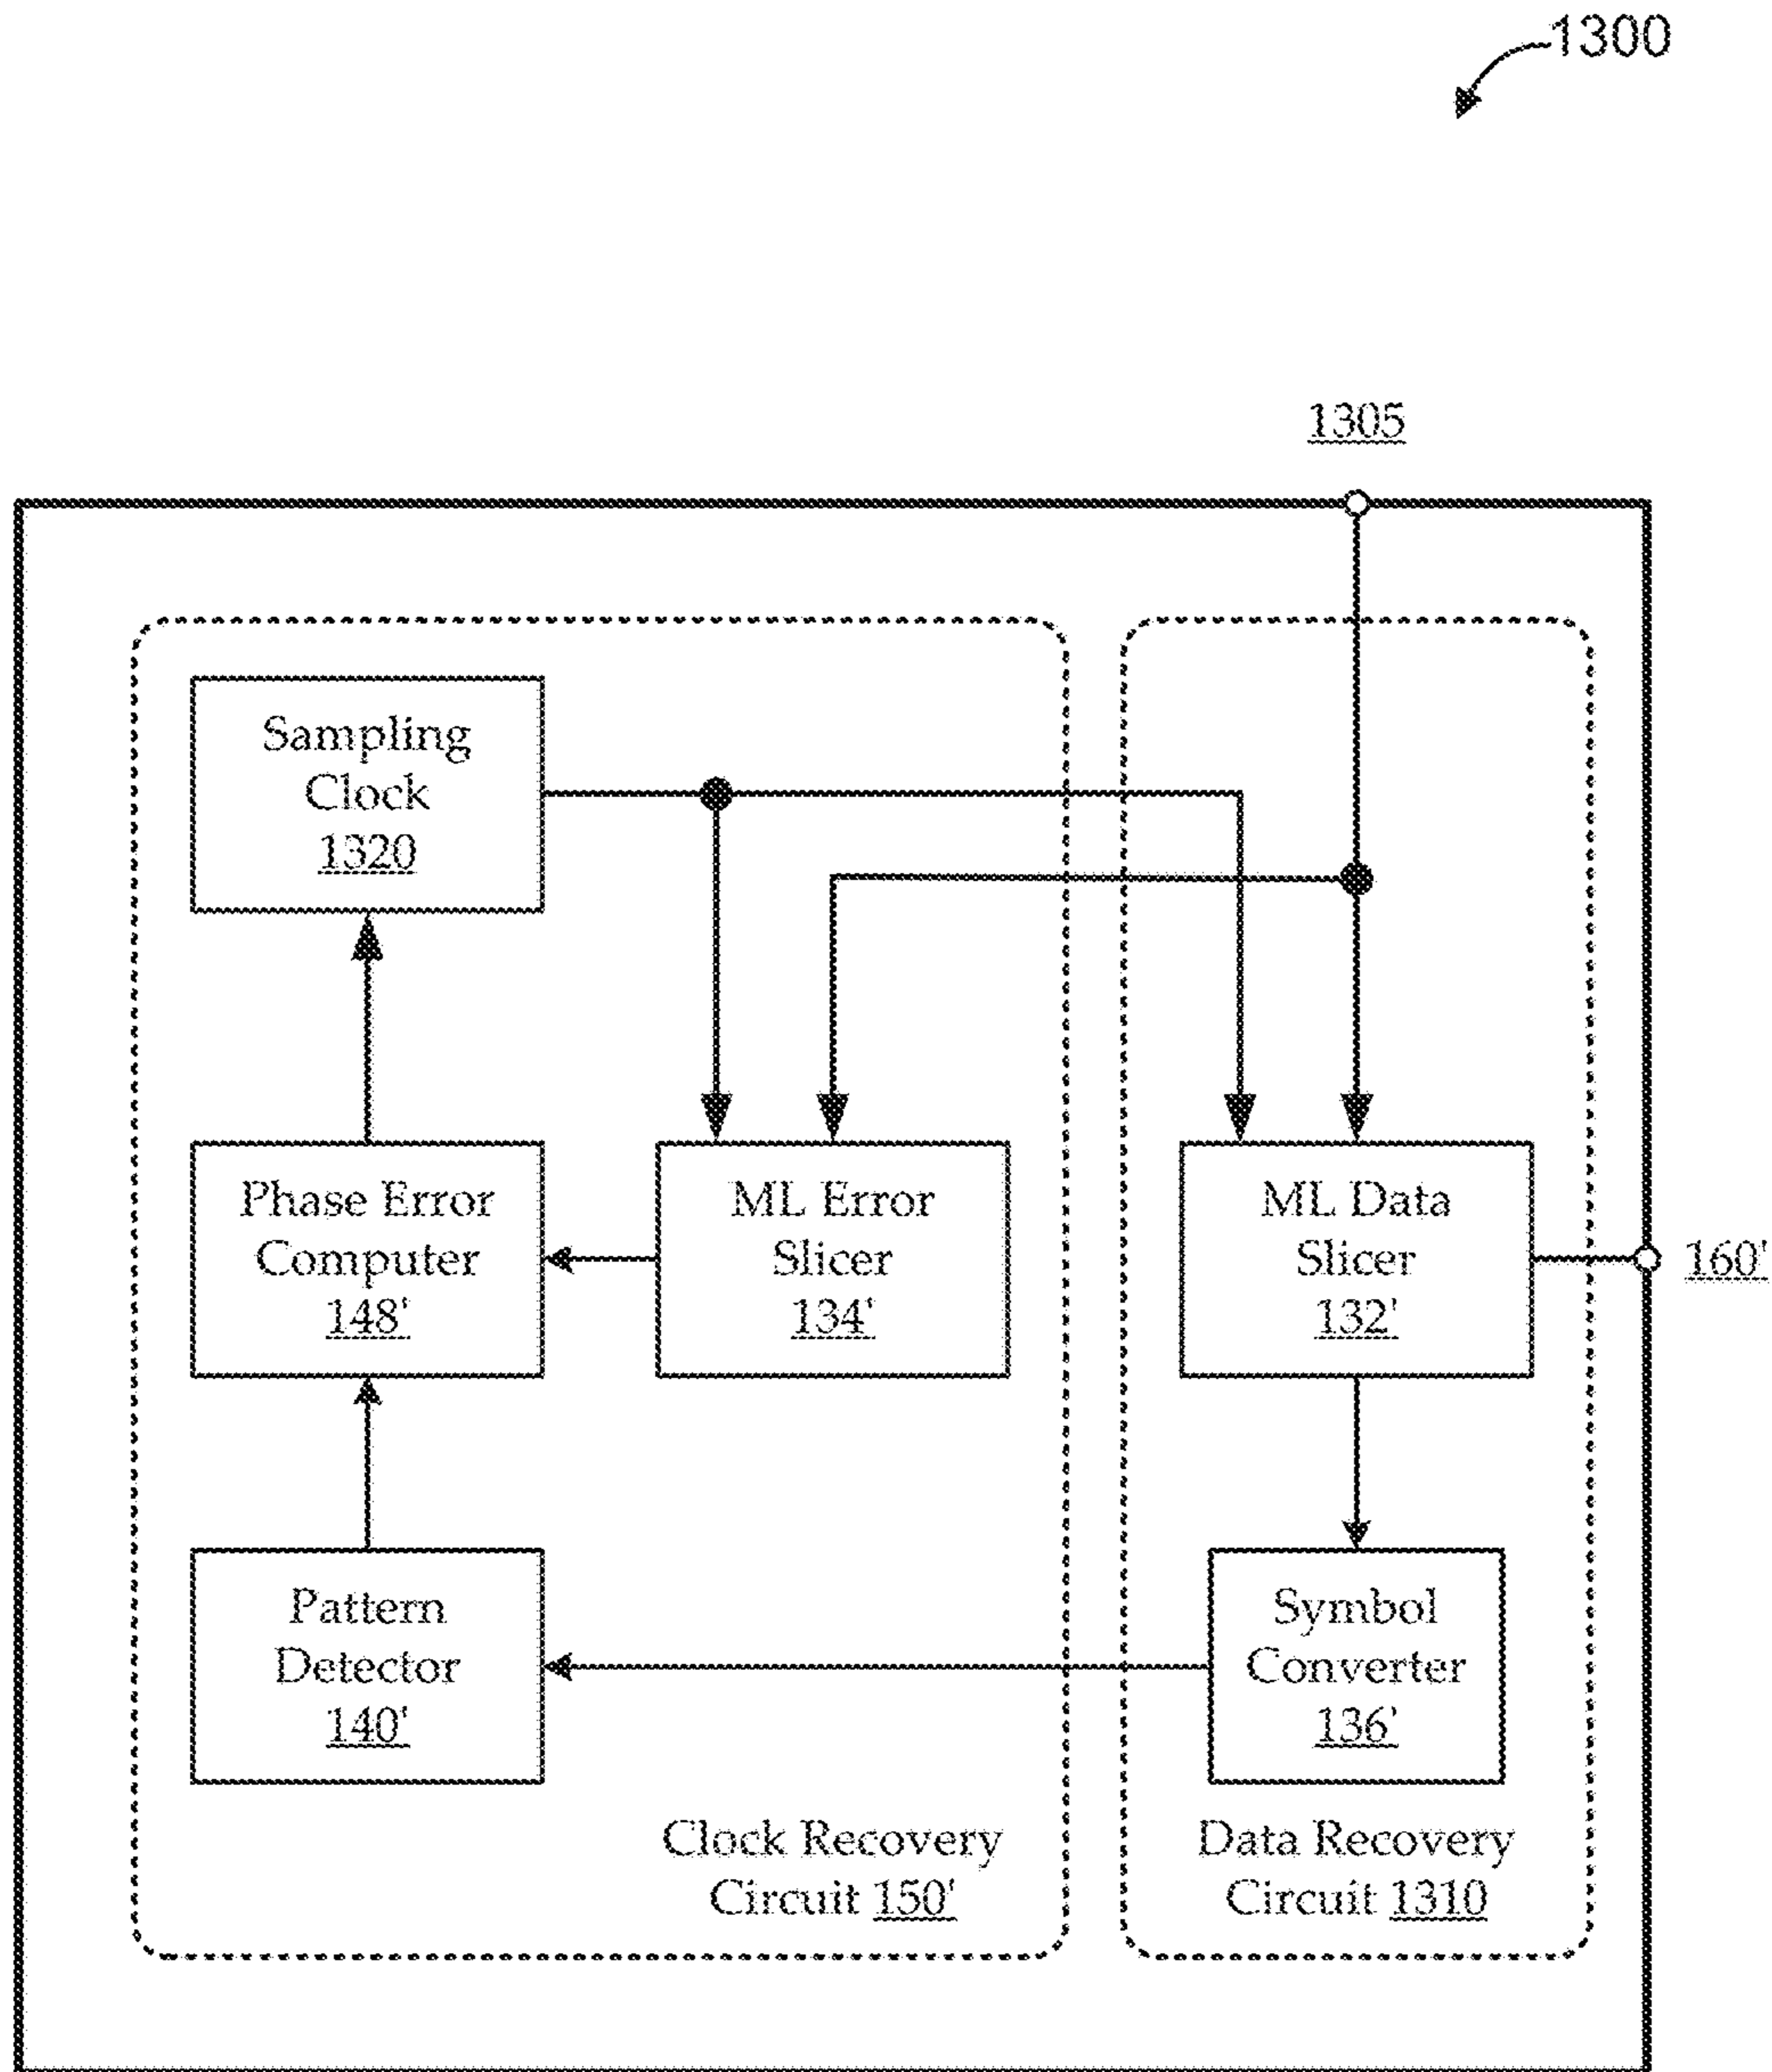 1300
1305
Sampling
Clock
1320
Phase Error
Computer
148'
ML Error
Slicer
134'
ML Data
Slicer
132'
160'
Pattern
Detector
140'
Symbol
Converter
136'
Clock Recovery
Circuit 150'
Data Recovery
Circuit 1310